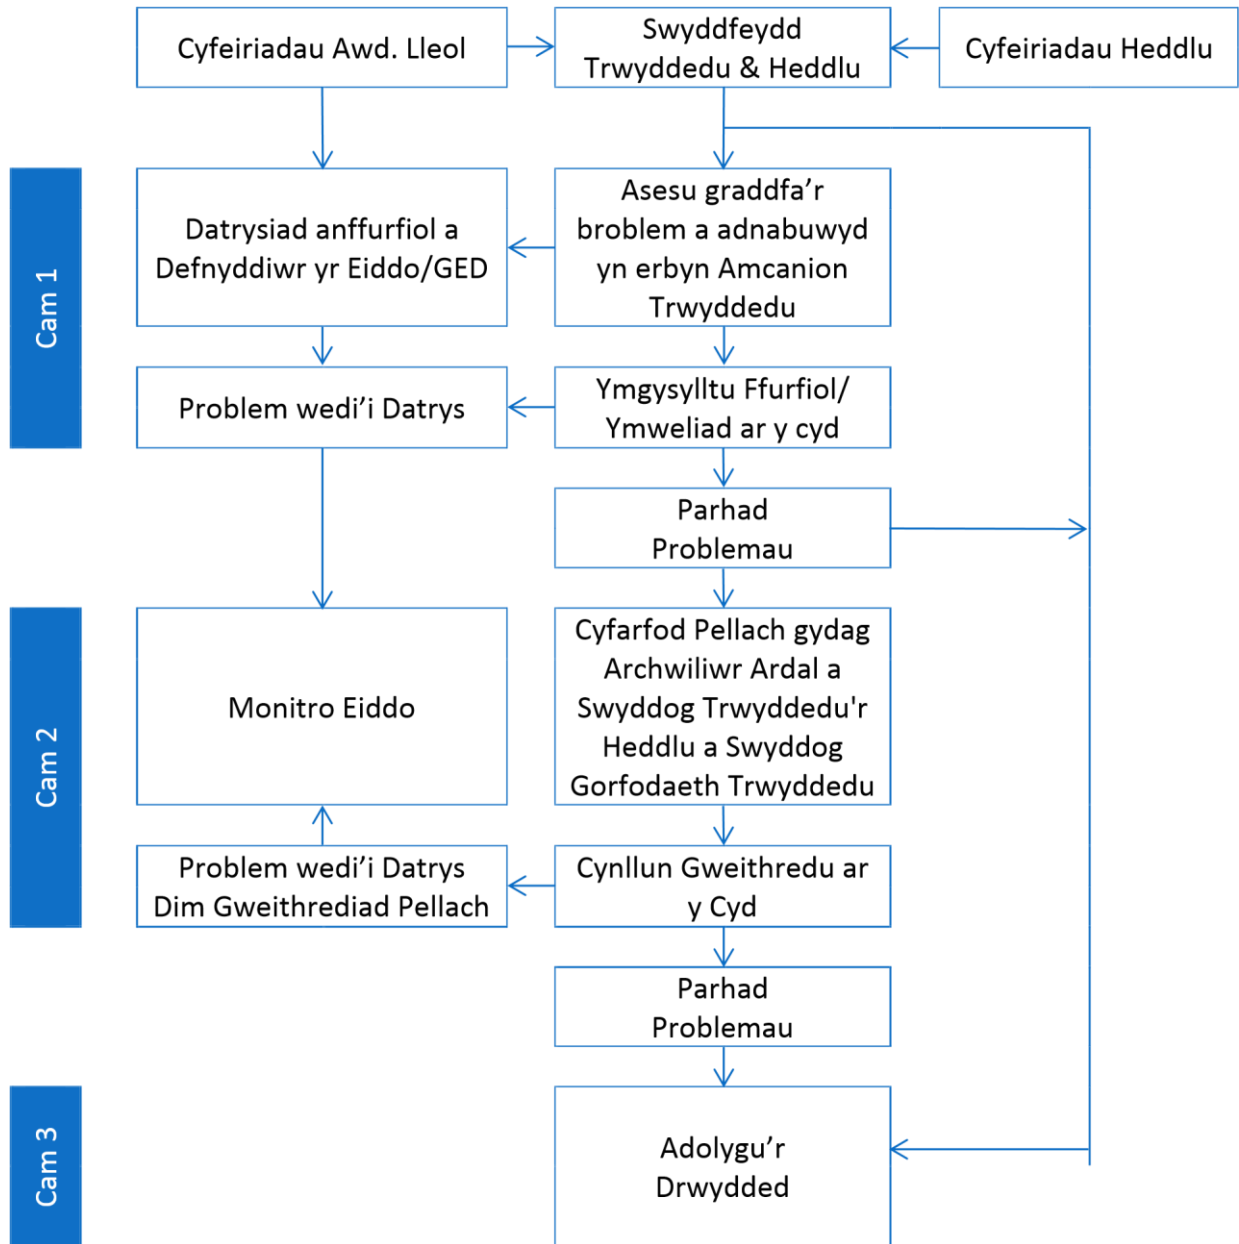 Cyfeiriadau Awd. Lleol
Swyddfeydd
Trwyddedu & Heddlu
Cyfeiriadau Heddlu
Cam 1
Datrysiad anffurfiol a
Defnyddiwr yr Eiddo/GED
Asesu graddfa’r
broblem a adnabuwyd
yn erbyn Amcanion
Trwyddedu
Problem wedi’i Datrys
Ymgysylltu Ffurfiol/
Ymweliad ar y cyd
Parhad
Problemau
Cam 2
Monitro Eiddo
Cyfarfod Pellach gydag
Archwiliwr Ardal a
Swyddog Trwyddedu'r
Heddlu a Swyddog
Gorfodaeth Trwyddedu
Problem wedi’i Datrys
Dim Gweithrediad Pellach
Cynllun Gweithredu ar
y Cyd
Parhad
Problemau
Cam 3
Adolygu’r
Drwydded